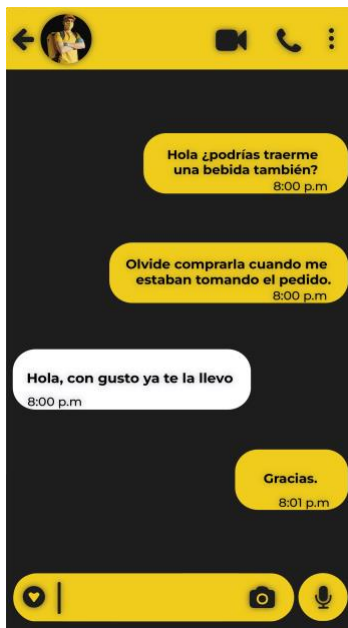 Hola ¿podrías traerme
una bebida también?
8:00 p.m
Olvide comprarla cuando me
estaban tomando el pedido.
8:00 p.m
Hola, con gusto ya te la llevo
8:00 p.m
Gracias.
8:01 p.m